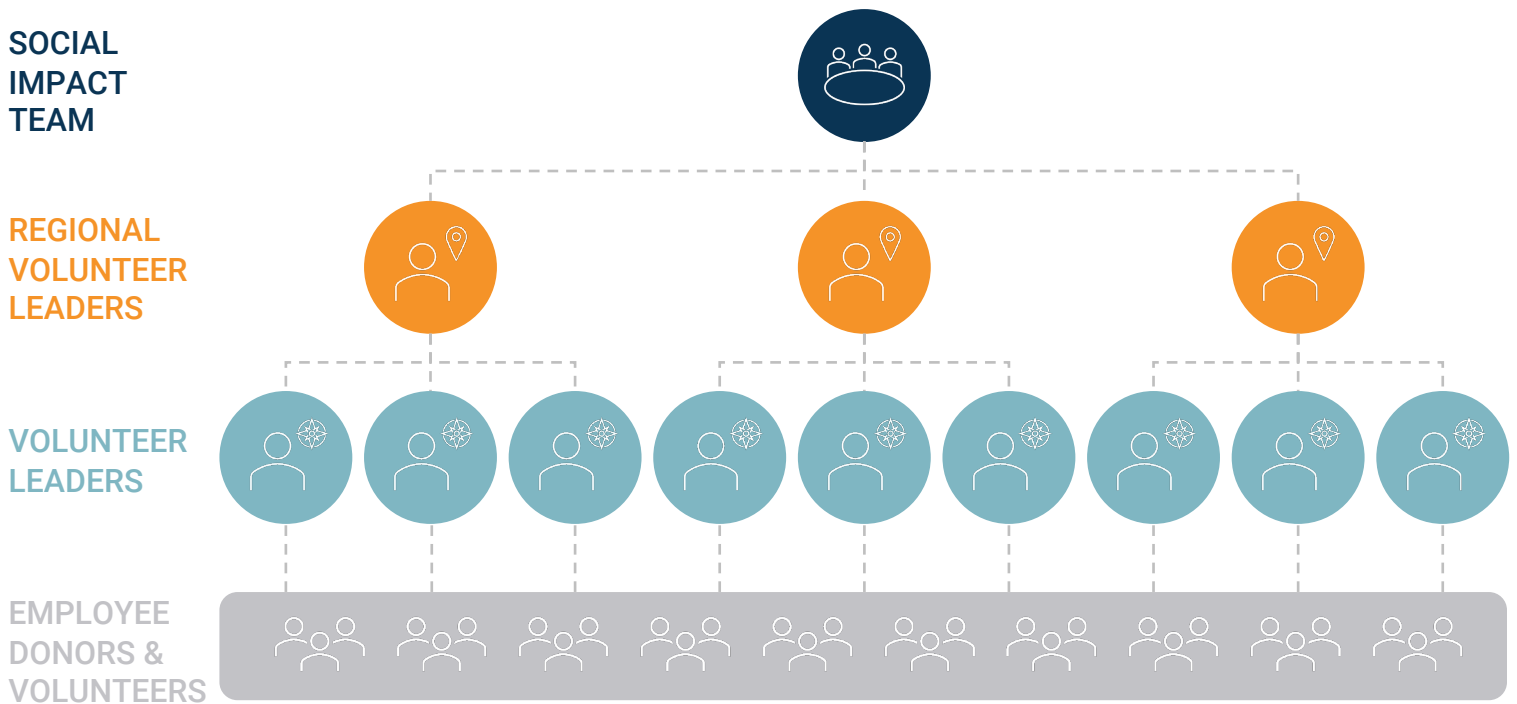 SOCIAL
IMPACT
TEAM
REGIONAL
VOLUNTEER
LEADERS
VOLUNTEER
LEADERS
EMPLOYEE
DONORS &
VOLUNTEERS